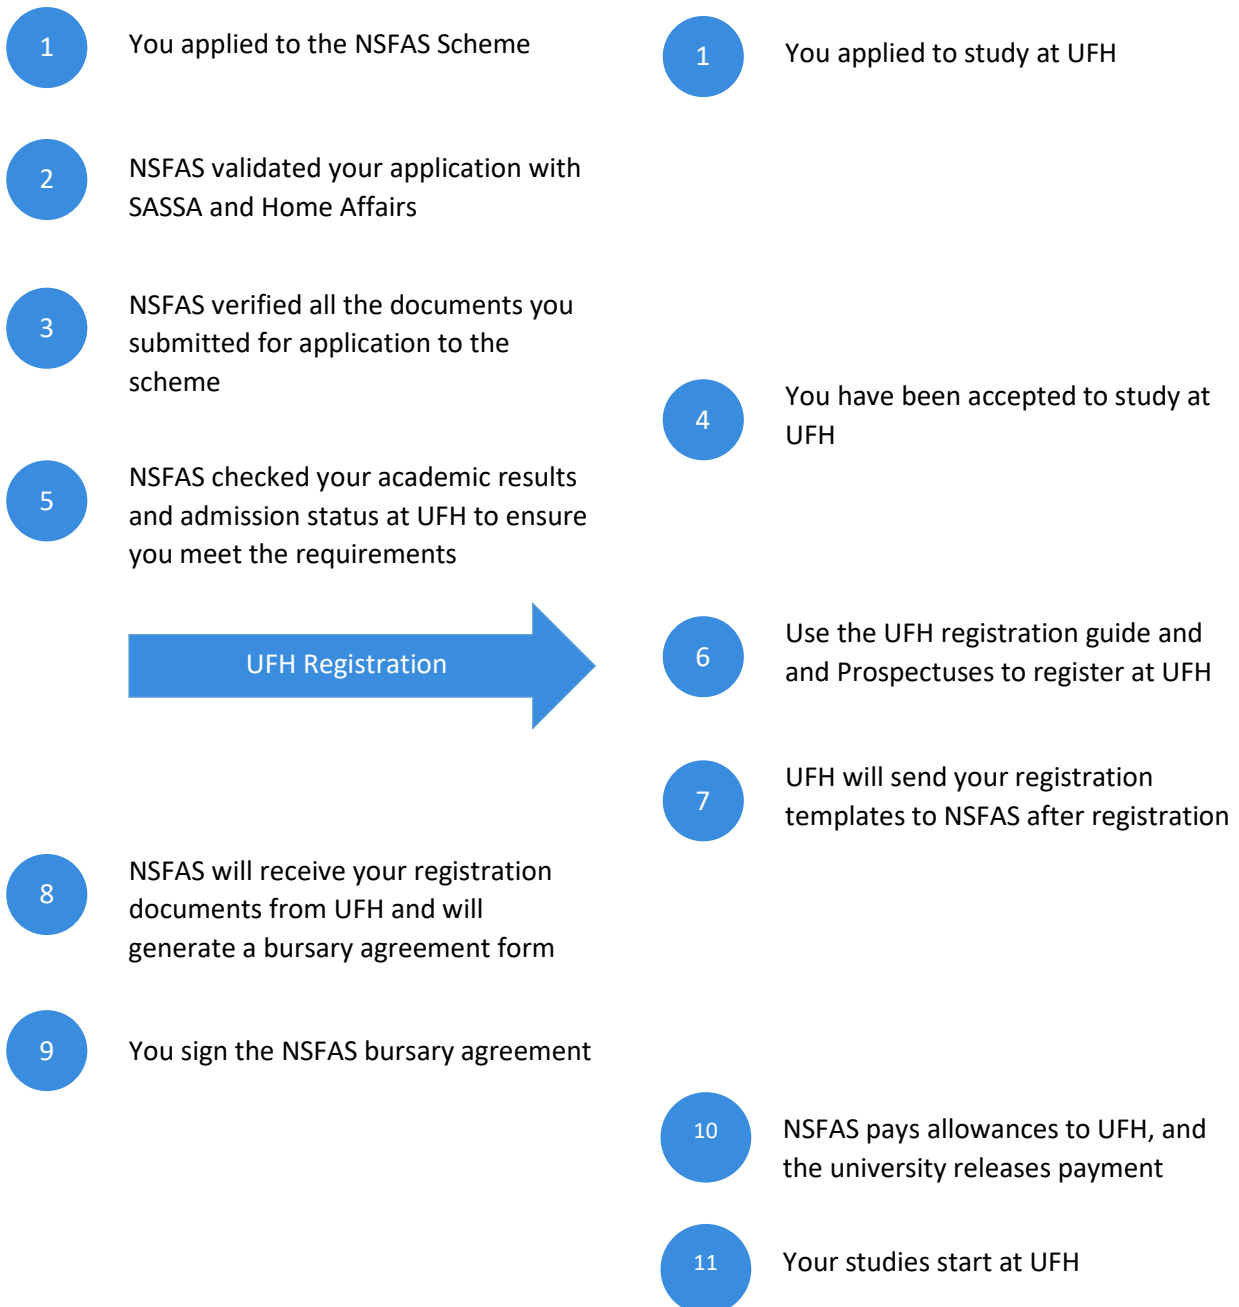 1
You applied to the NSFAS Scheme
1
You applied to study at UFH
2
NSFAS validated your application with
SASSA and Home Affairs
3
NSFAS verified all the documents you
submitted for application to the
scheme
4
You have been accepted to study at
UFH
5
NSFAS checked your academic results
and admission status at UFH to ensure
you meet the requirements
UFH Registration
6
Use the UFH registration guide and
and Prospectuses to register at UFH
7
UFH will send your registration
templates to NSFAS after registration
8
NSFAS will receive your registration
documents from UFH and will
generate a bursary agreement form
9
You sign the NSFAS bursary agreement
10
NSFAS pays allowances to UFH, and
the university releases payment
11
Your studies start at UFH